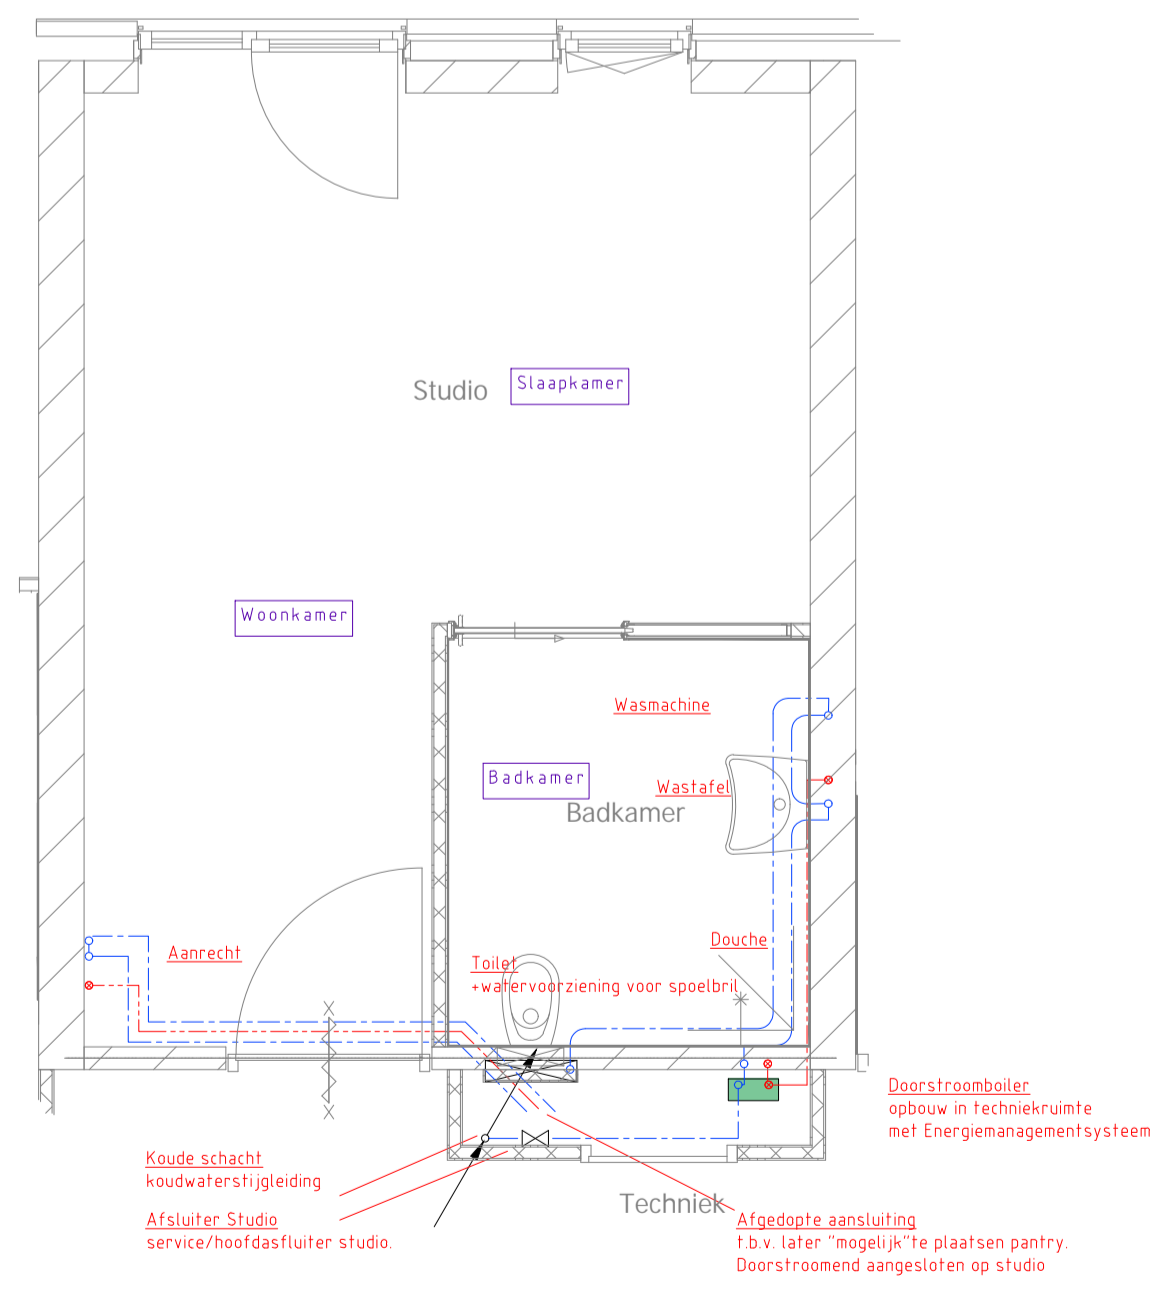 Studio
Slaapkamer
Woonkamer
Wasmachine
Badkamer
Wastafel
Badkamer
Douche
Aanrecht
Toilet
+watervoorziening voor spoelbril
Doorstroomboiler
opbouw in techniekruimte
met Energiemanagementsysteem
Koude schacht
koudwaterstijgleiding
Techniek
Afsluiter Studio
service/hoofdasfluiter studio.
Afgedopte aansluiting
t.b.v. later "mogelijk"te plaatsen pantry.
Doorstroomend aangesloten op studio